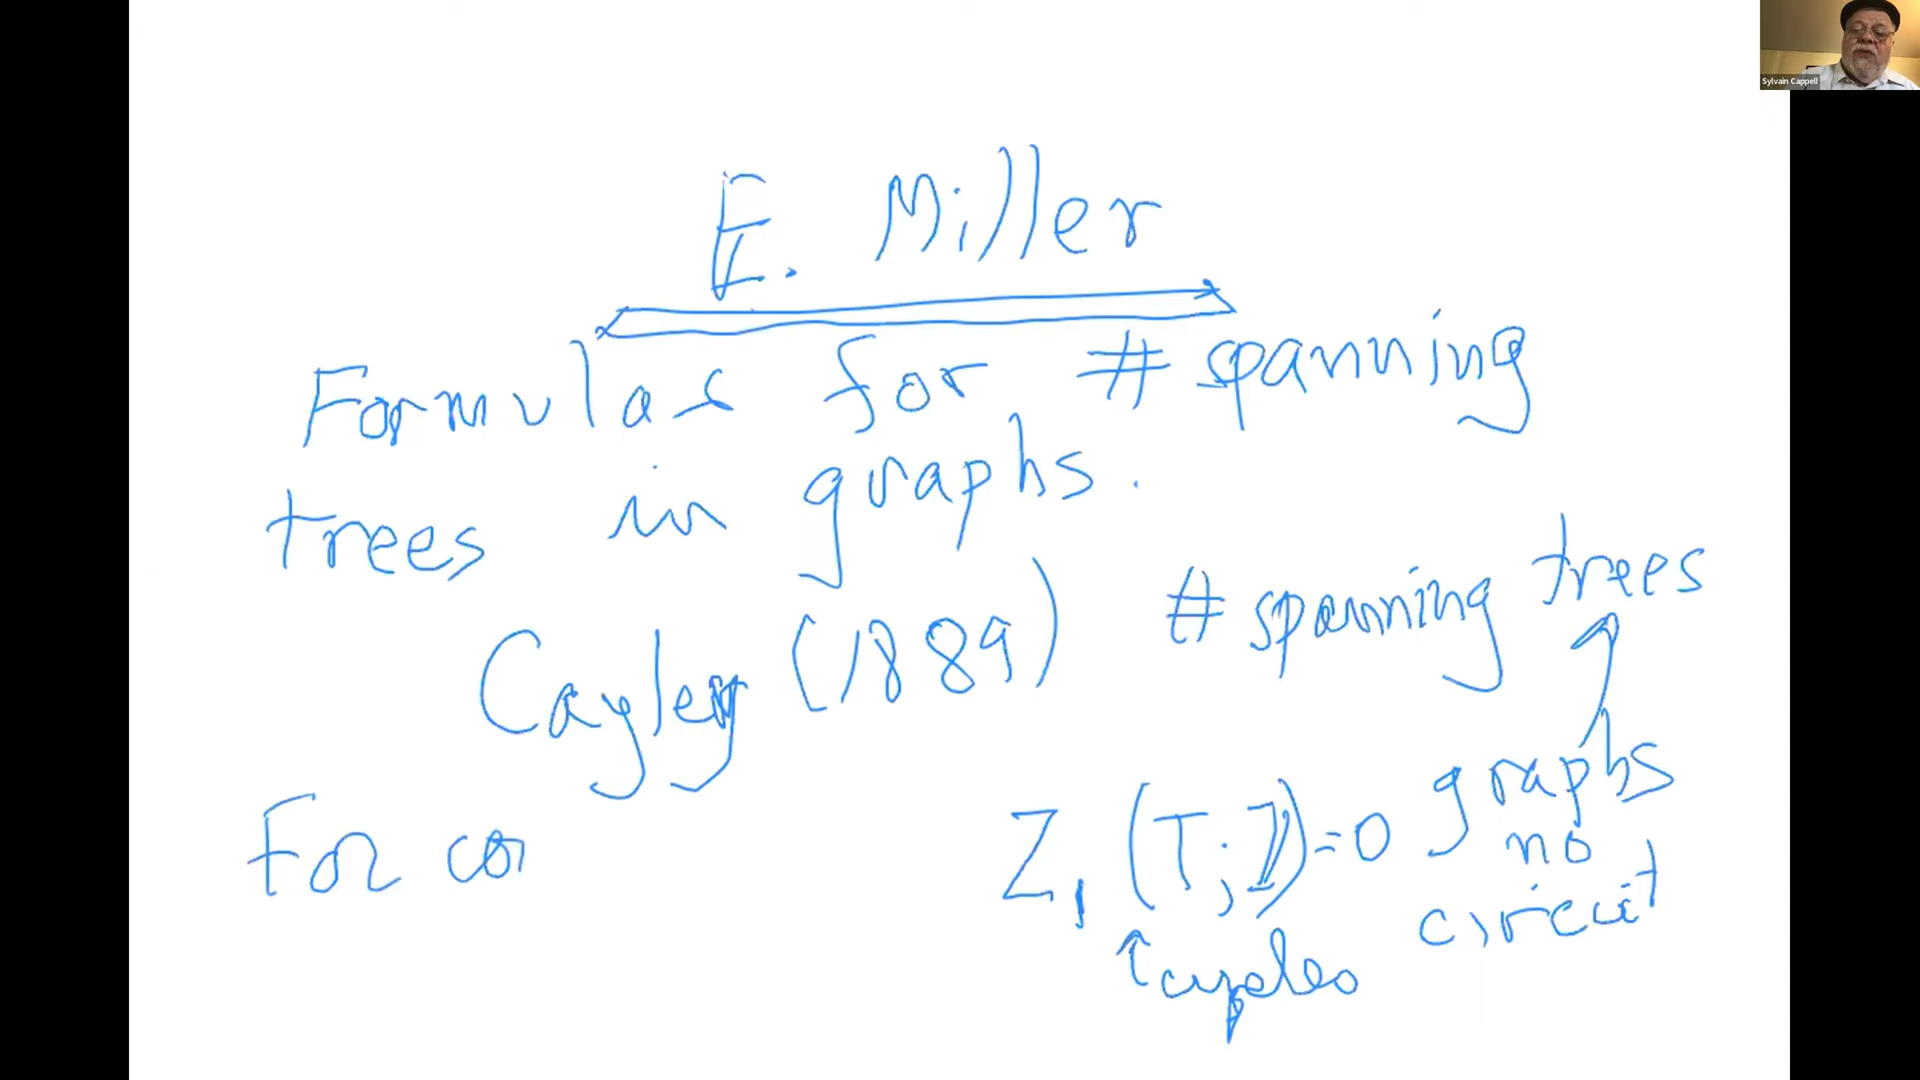 Sylvain Cappell
E. Miller
Formulas for # spanning
trees in graphs.
Cayley (1889) # spanning trees
graphs
no
circuit
For con
Z₁ (T; ℤ) = 0
↑ cycles